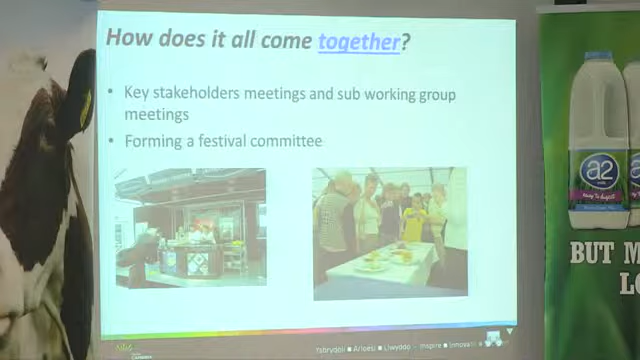 How does it all come together?
• Key stakeholders meetings and sub working group
meetings
• Forming a festival committee
Ysbrydoli ■ Arloesi ■ Llwyddo - Inspire ■ Innovate ■
a2
BUT M
LO